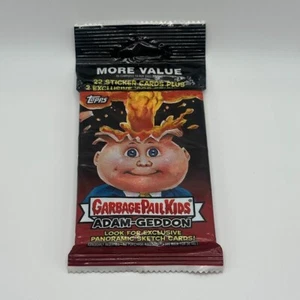 MORE VALUE
22 STICKER CARDS PLUS
2 EXCLUSIVE
TOPPS
GARBAGE PAIL KIDS
ADAM-GEDDON
LOOK FOR EXCLUSIVE
PANORAMIC SKETCH CARDS!